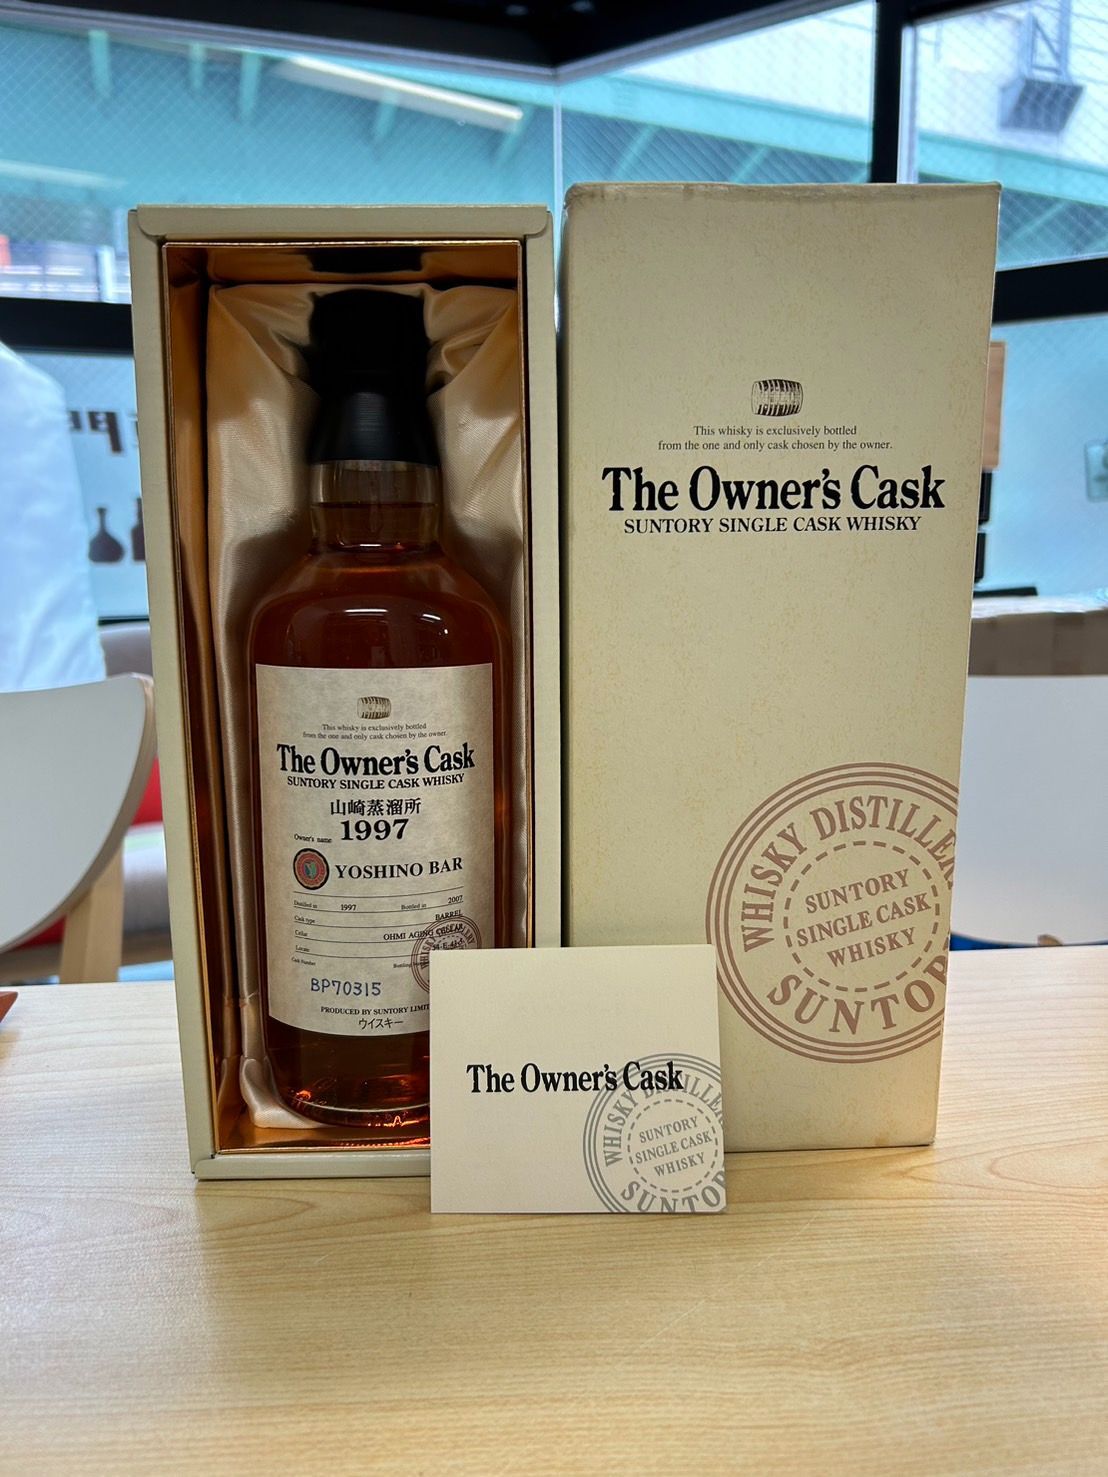 This whisky is exclusively bottled
from the one and only cask chosen by the owner.
The Owner's Cask
SUNTORY SINGLE CASK WHISKY
山崎蒸溜所
1997
Owner's name
YOSHINO BAR
Distilled in 1997 Bottled in 2007
Cask type BARREL
Cellar OHMI AGING CELLAR
Locate
Cask Number
BP70315
PRODUCED BY SUNTORY LIMIT
ウイスキー
This whisky is exclusively bottled
from the one and only cask chosen by the owner.
The Owner's Cask
SUNTORY SINGLE CASK WHISKY
WHISKY DISTILLER
SUNTORY
SINGLE CASK
WHISKY
SUNTOR
The Owner's Cask
WHISKY DISTILLER
SUNTORY
SINGLE CASK
WHISKY
SUNTOR